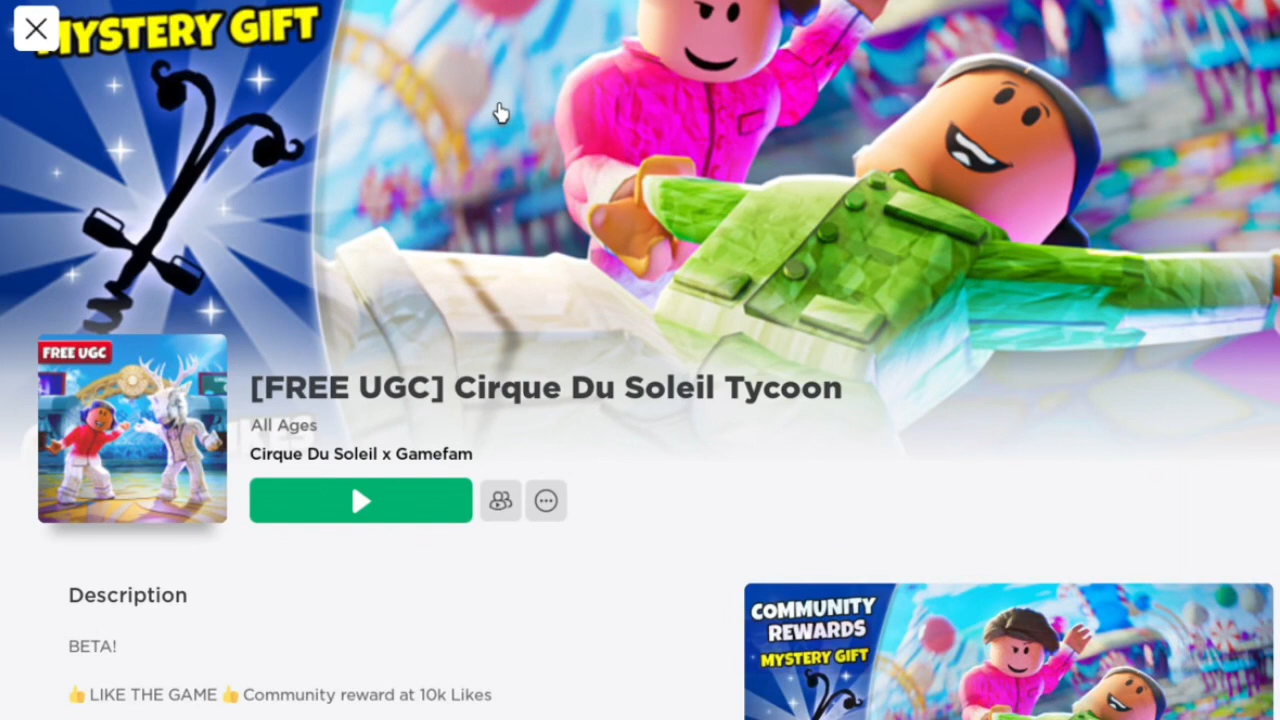 MYSTERY GIFT
FREE UGC
[FREE UGC] Cirque Du Soleil Tycoon
All Ages
Cirque Du Soleil x Gamefam
Description
BETA!
👍 LIKE THE GAME 👍 Community reward at 10k Likes
COMMUNITY
REWARDS
MYSTERY GIFT